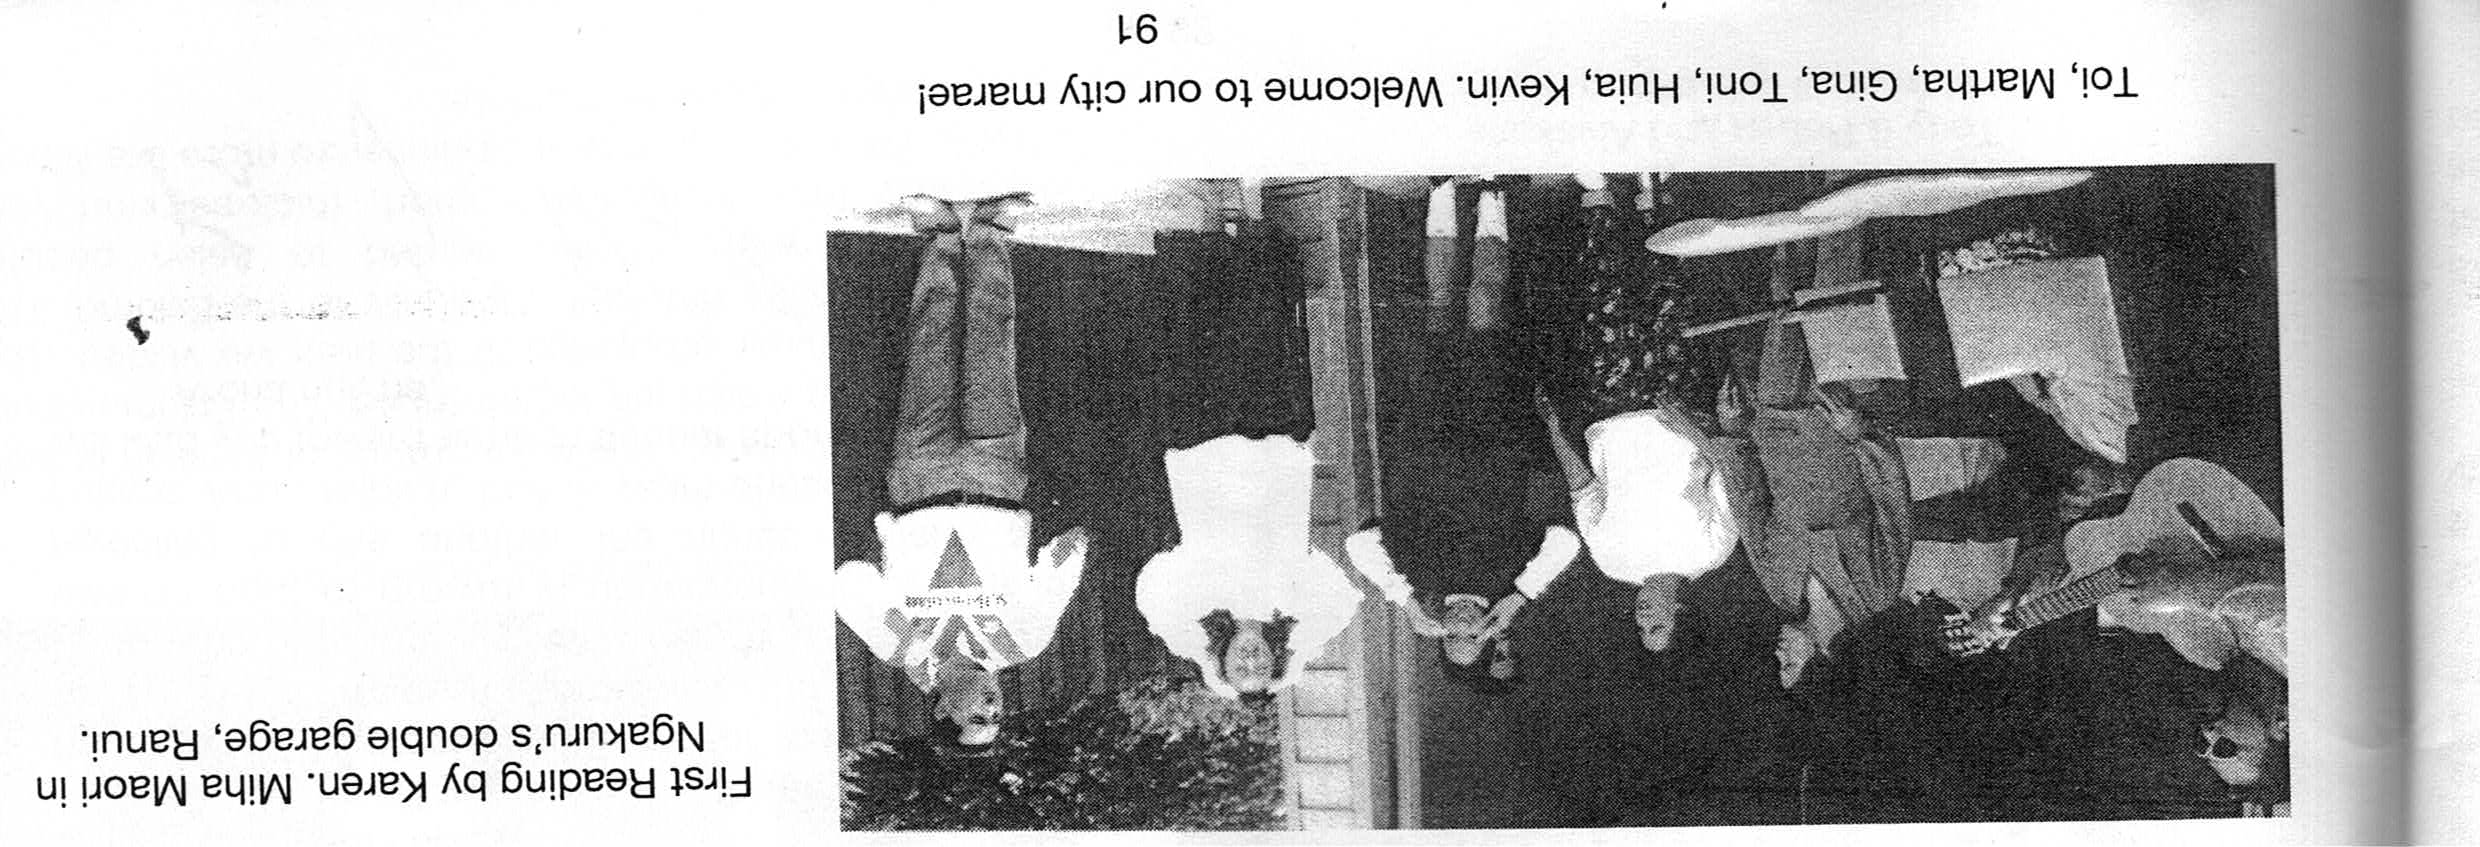 First Reading by Karen. Miha Maori in
Ngakuru's double garage, Ranui.
Toi, Martha, Gina, Toni, Huia, Kevin. Welcome to our city marae!
91